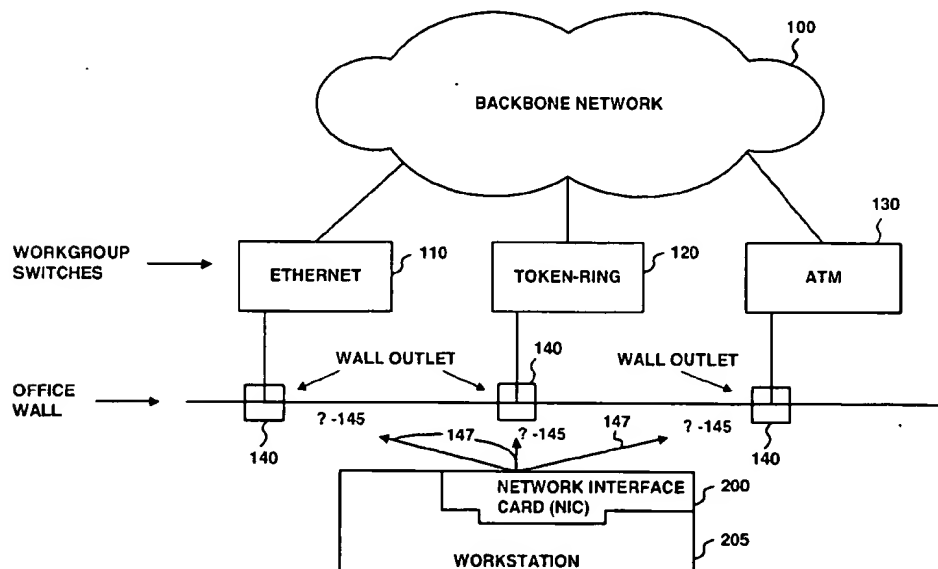 100
BACKBONE NETWORK
130
WORKGROUP
SWITCHES
ETHERNET
110
TOKEN-RING
120
ATM
WALL OUTLET
140
WALL OUTLET
OFFICE
WALL
? -145
? -145
? -145
140
147
147
140
NETWORK INTERFACE
CARD (NIC)
200
WORKSTATION
205